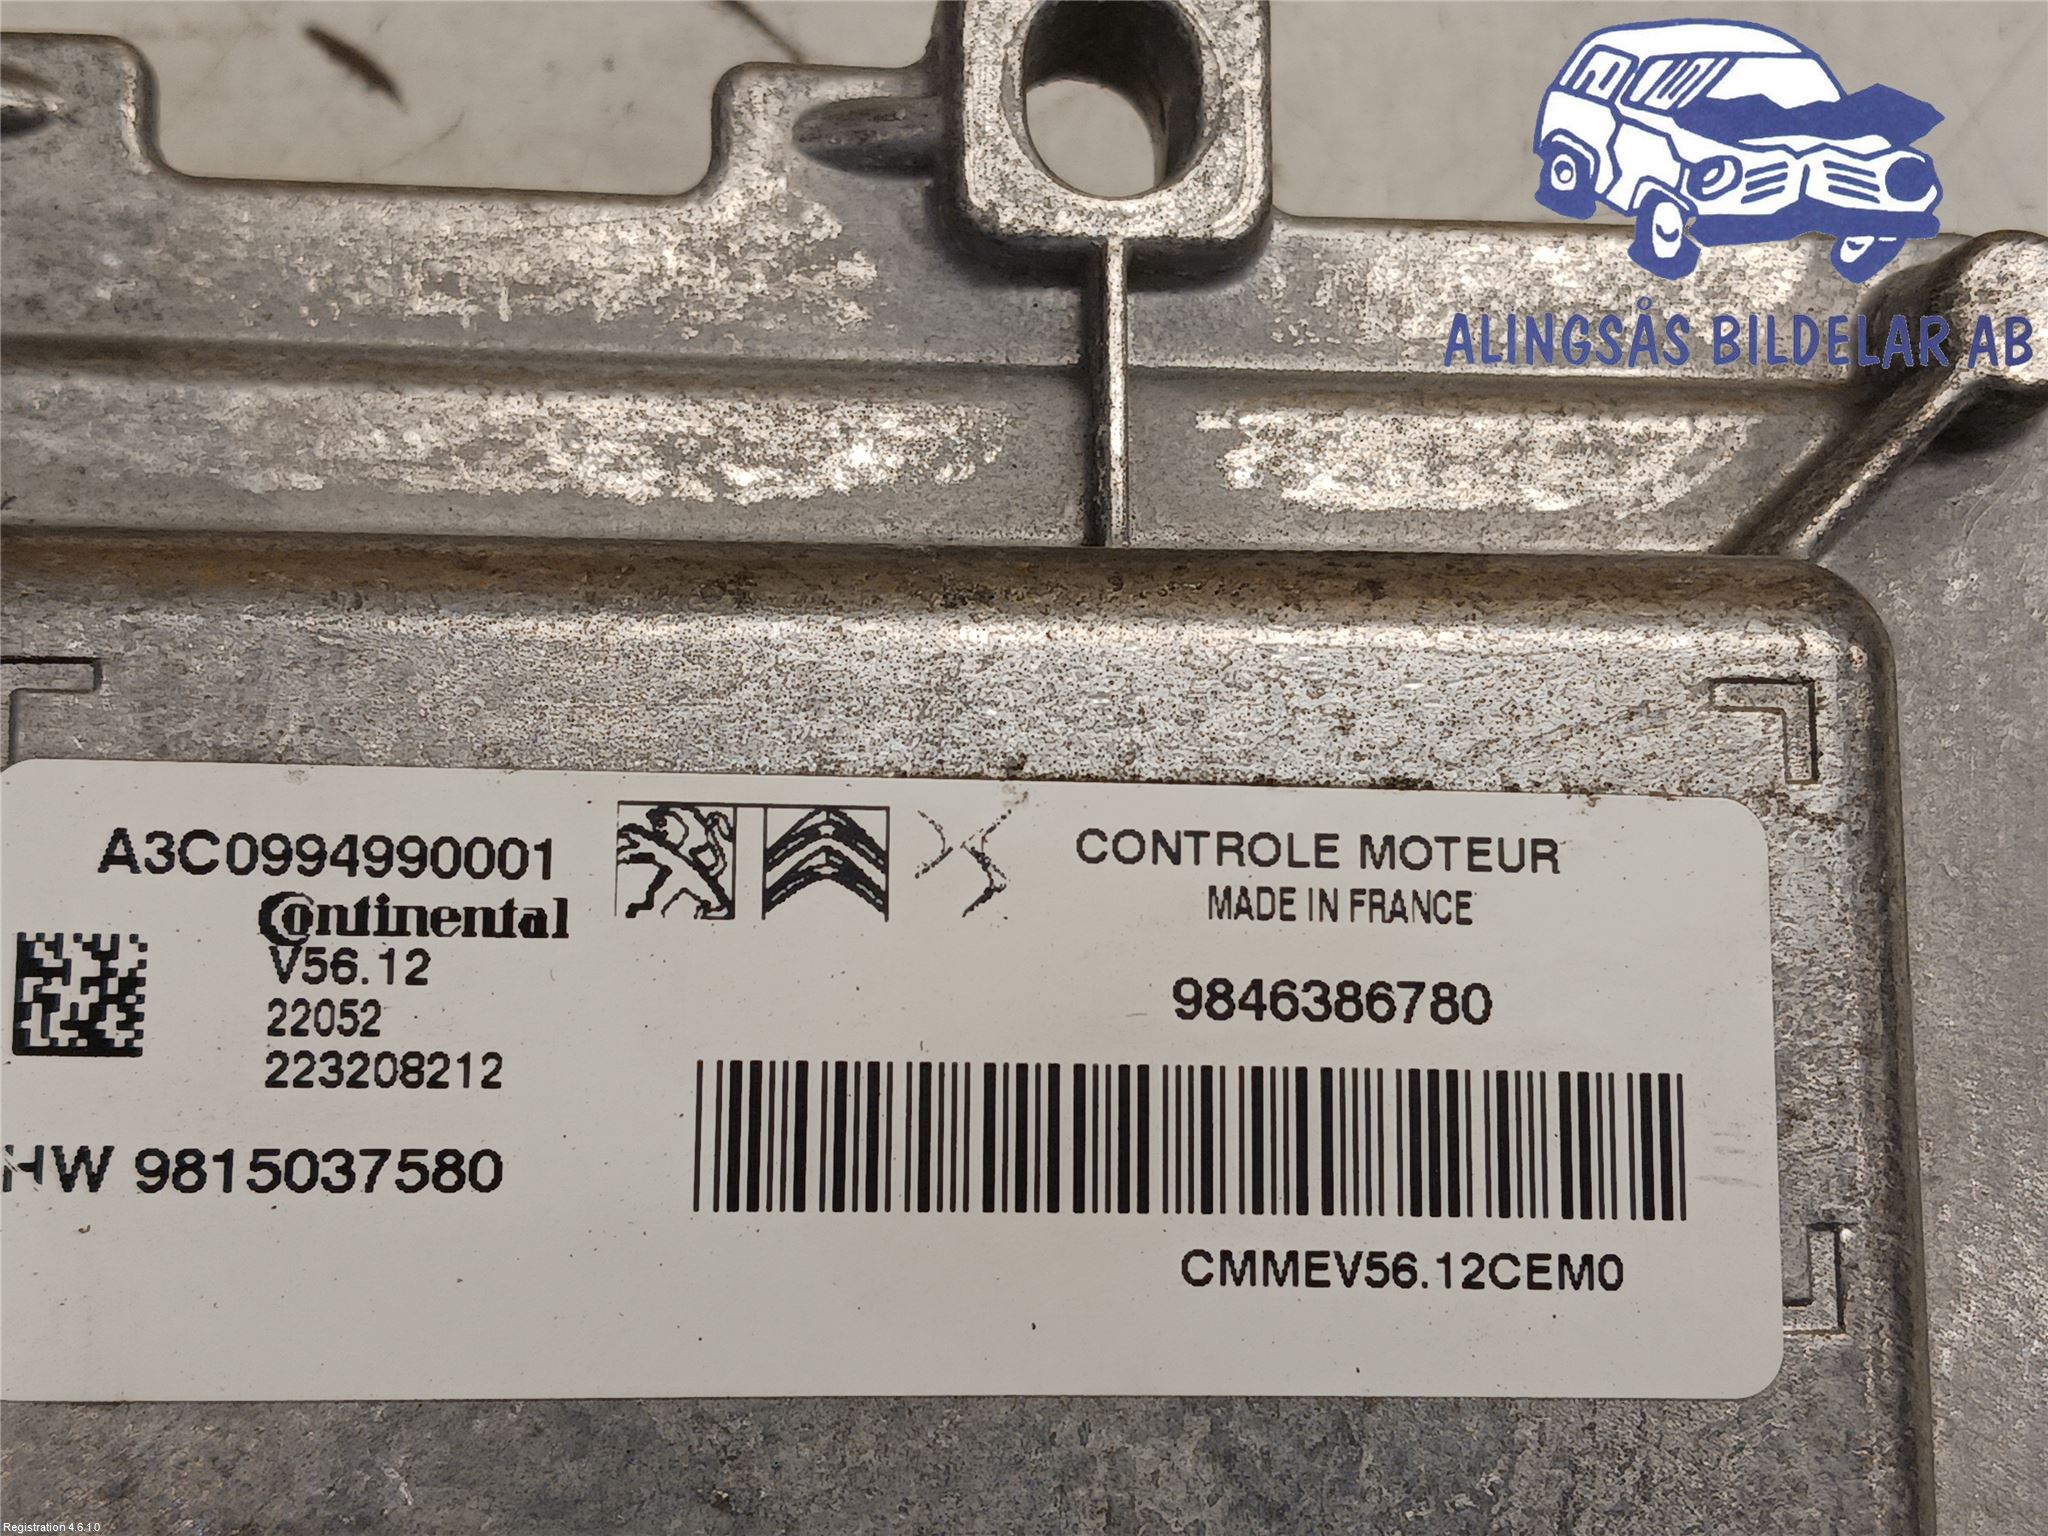 ALINGSÅS BILDELAR AB
A3C0994990001
Continental
V56.12
22052
223208212
HW 9815037580
CONTROLE MOTEUR
MADE IN FRANCE
9846386780
CMMEV56.12CEM0
Registration 4.6.1.0